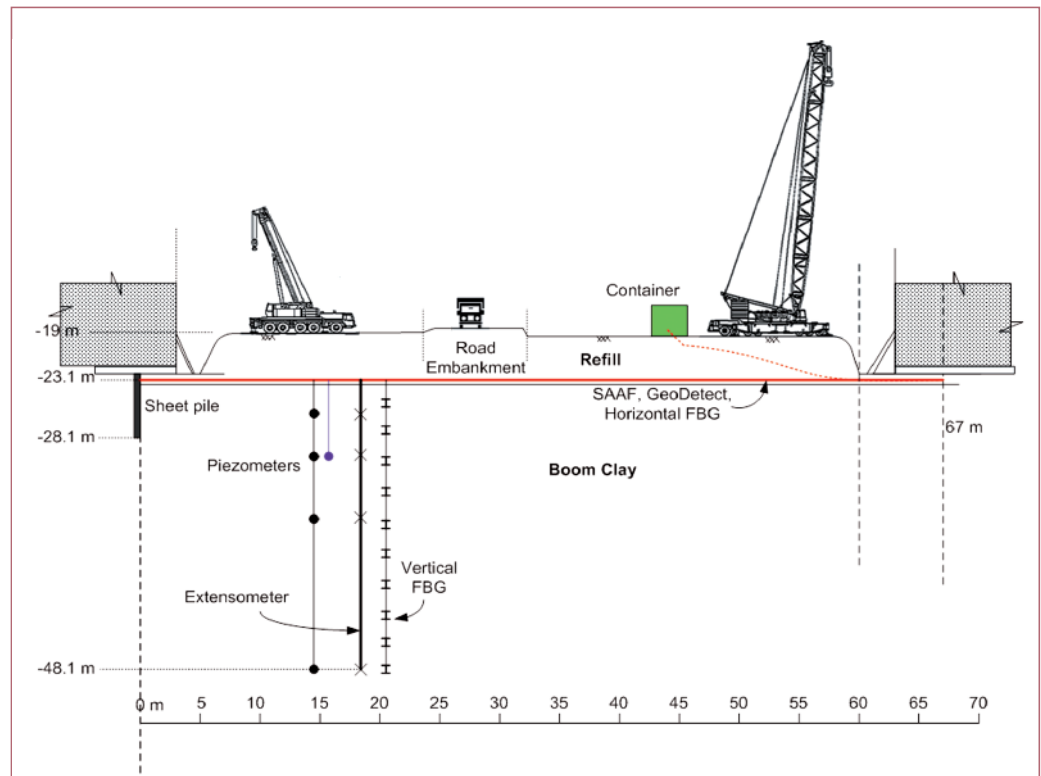 Container
-19 m
Road
Embankment
Refill
-23.1 m
Sheet pile
SAAF, GeoDetect,
Horizontal FBG
67 m
-28.1 m
Piezometers
Boom Clay
Vertical
FBG
Extensometer
-48.1 m
0 m 5 10 15 20 25 30 35 40 45 50 55 60 65 70